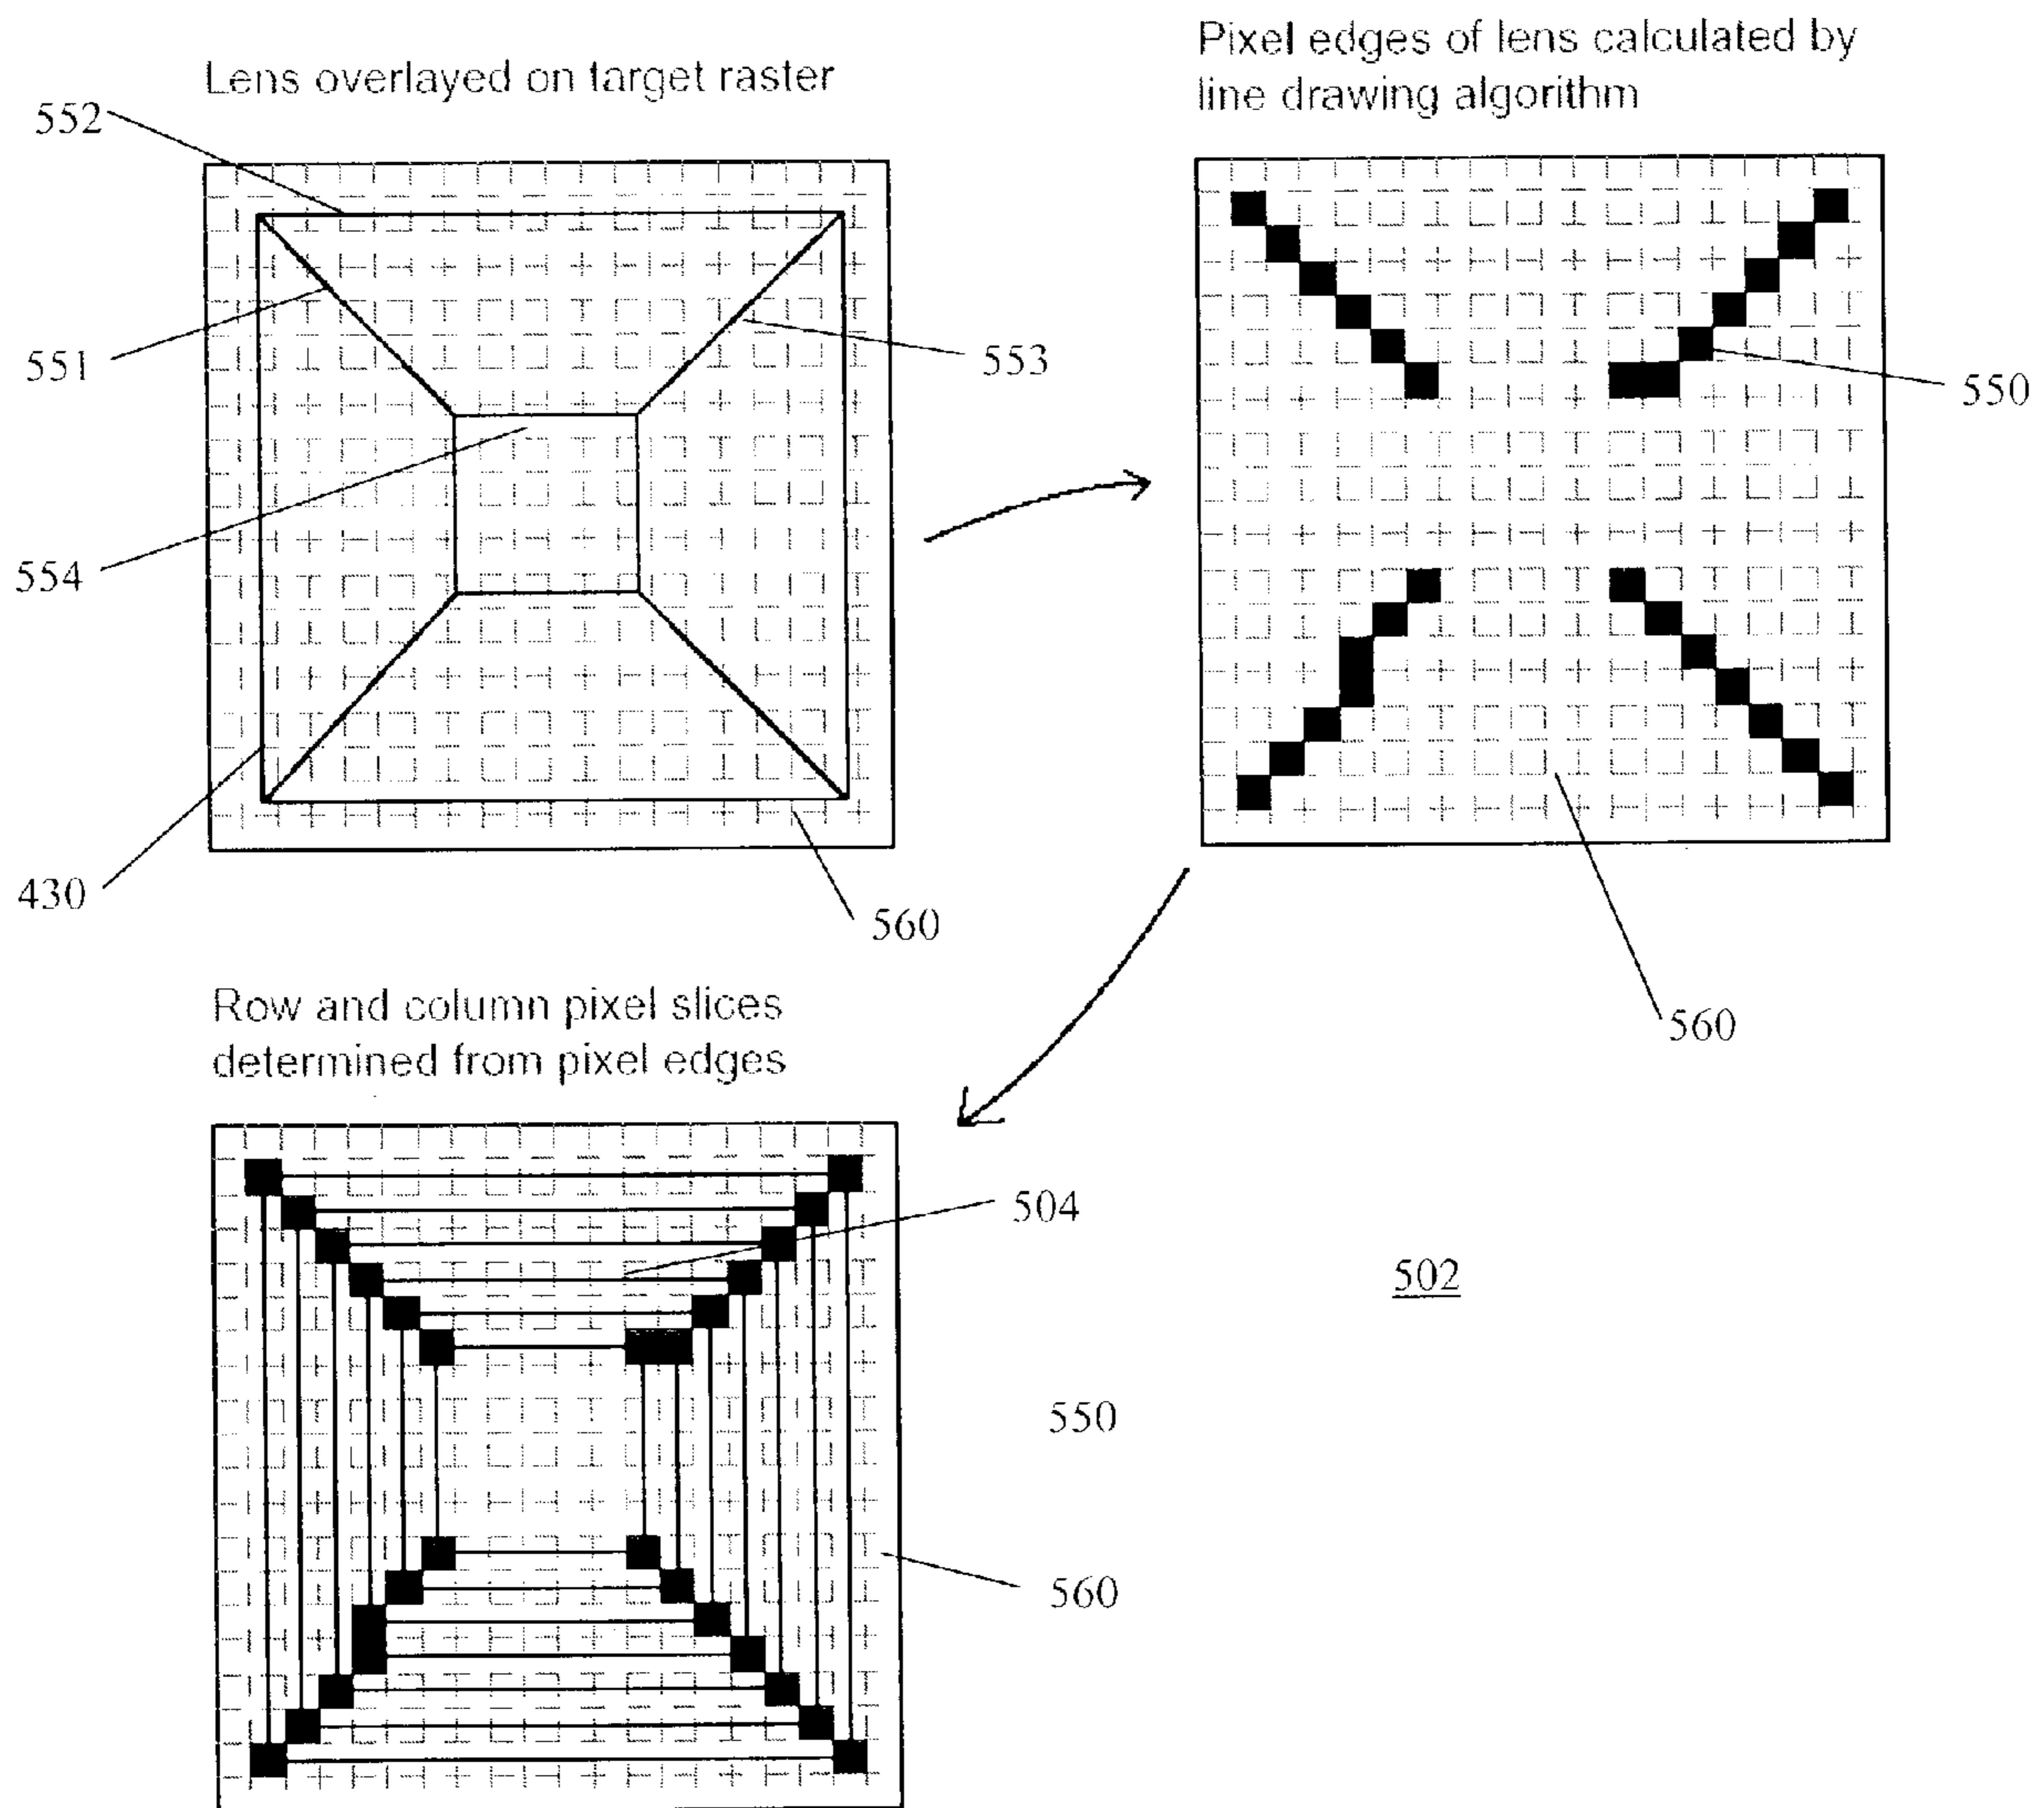 Lens overlayed on target raster
552
551
553
554
430
560
Pixel edges of lens calculated by
line drawing algorithm
550
560
Row and column pixel slices
determined from pixel edges
504
550
560
502